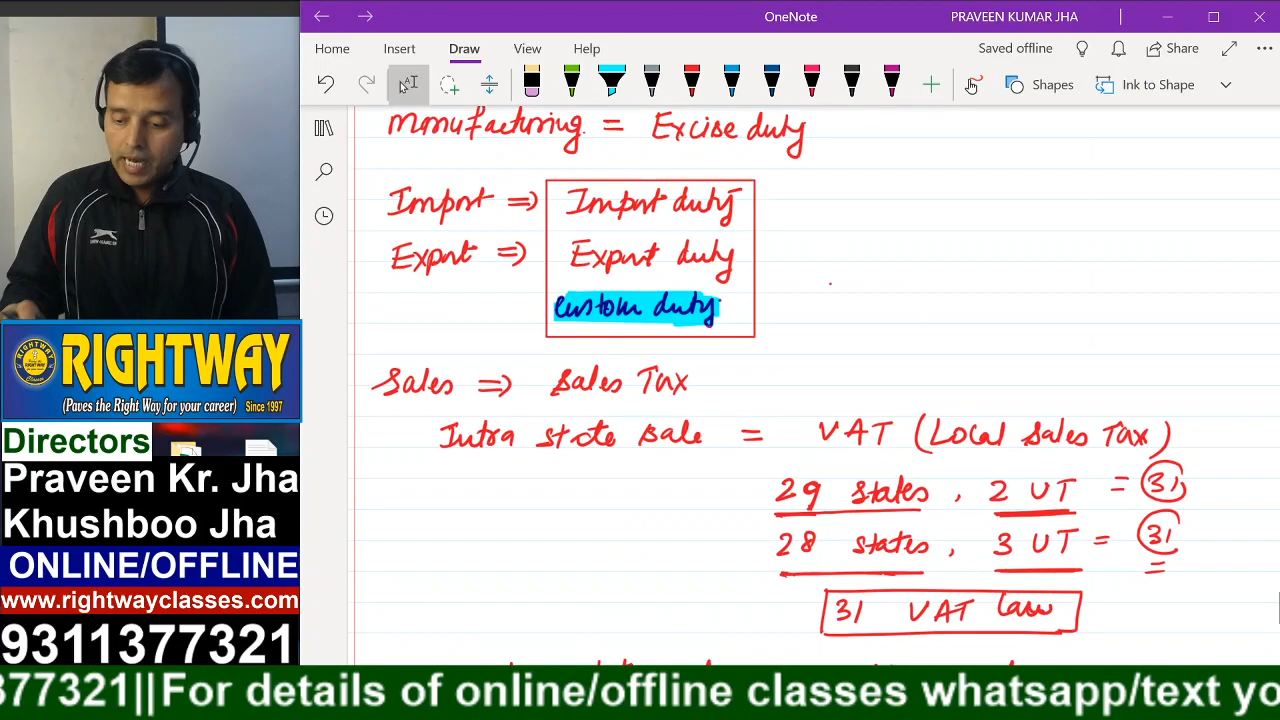 OneNote
PRAVEEN KUMAR JHA
Home Insert Draw View Help
Saved offline
Share
Shapes
Ink to Shape
Manufacturing = Excise duty
Import ⇒ Import duty
Export ⇒ Export duty
Custom duty
Sales ⇒ Sales Tax
Intra state sale = VAT (Local Sales Tax)
29 states, 2 UT = 31
28 states, 3 UT = 31
31 VAT law
RIGHTWAY
(Paves the Right Way for your career) Since 1997
Directors
Praveen Kr. Jha
Khushboo Jha
ONLINE/OFFLINE
www.rightwayclasses.com
9311377321
377321||For details of online/offline classes whatsapp/text yo